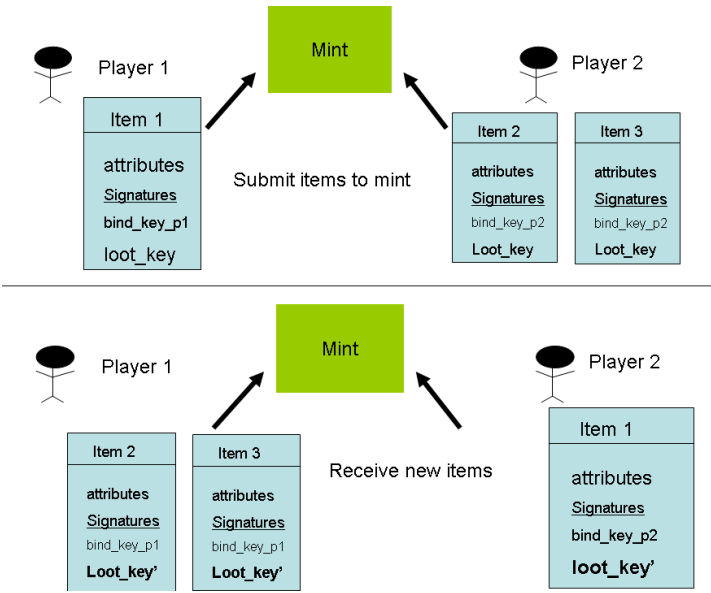 Mint
Player 1
Player 2
Item 1
attributes
Signatures
bind_key_p1
loot_key
Submit items to mint
Item 2
attributes
Signatures
bind_key_p2
Loot_key
Item 3
attributes
Signatures
bind_key_p2
Loot_key
Mint
Player 1
Player 2
Item 2
attributes
Signatures
bind_key_p1
Loot_key’
Item 3
attributes
Signatures
bind_key_p1
Loot_key’
Receive new items
Item 1
attributes
Signatures
bind_key_p2
loot_key’